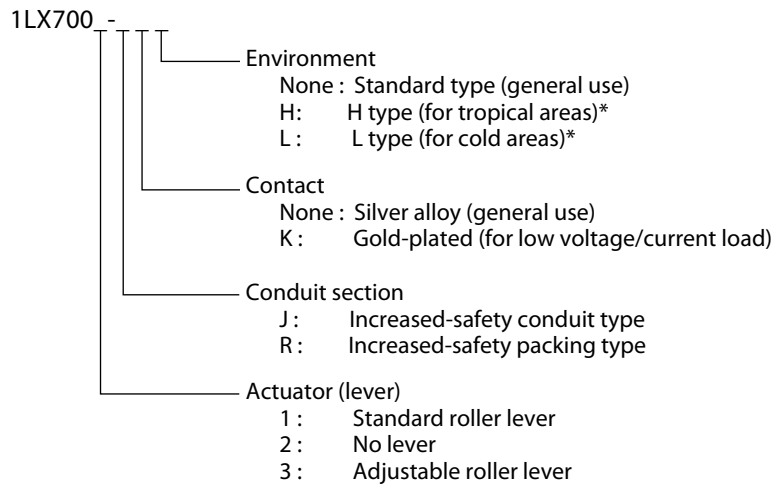 1LX700_-_ _ _
Environment
None : Standard type (general use)
H: H type (for tropical areas)*
L : L type (for cold areas)*
Contact
None : Silver alloy (general use)
K : Gold-plated (for low voltage/current load)
Conduit section
J : Increased-safety conduit type
R : Increased-safety packing type
Actuator (lever)
1 : Standard roller lever
2 : No lever
3 : Adjustable roller lever